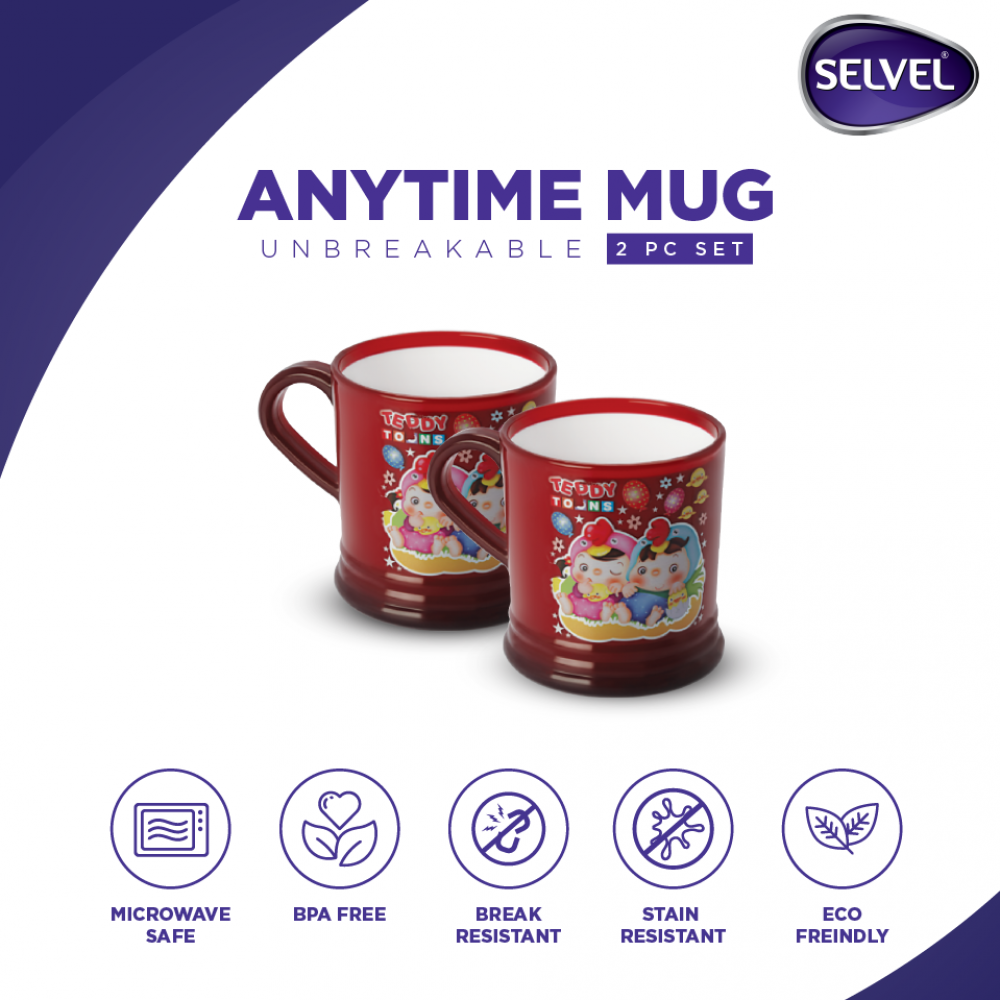 SELVEL®
ANYTIME MUG
UNBREAKABLE 2 PC SET
TEDDY
TOONS
TEDDY
TOONS
MICROWAVE
SAFE
BPA FREE
BREAK
RESISTANT
STAIN
RESISTANT
ECO
FREINDLY